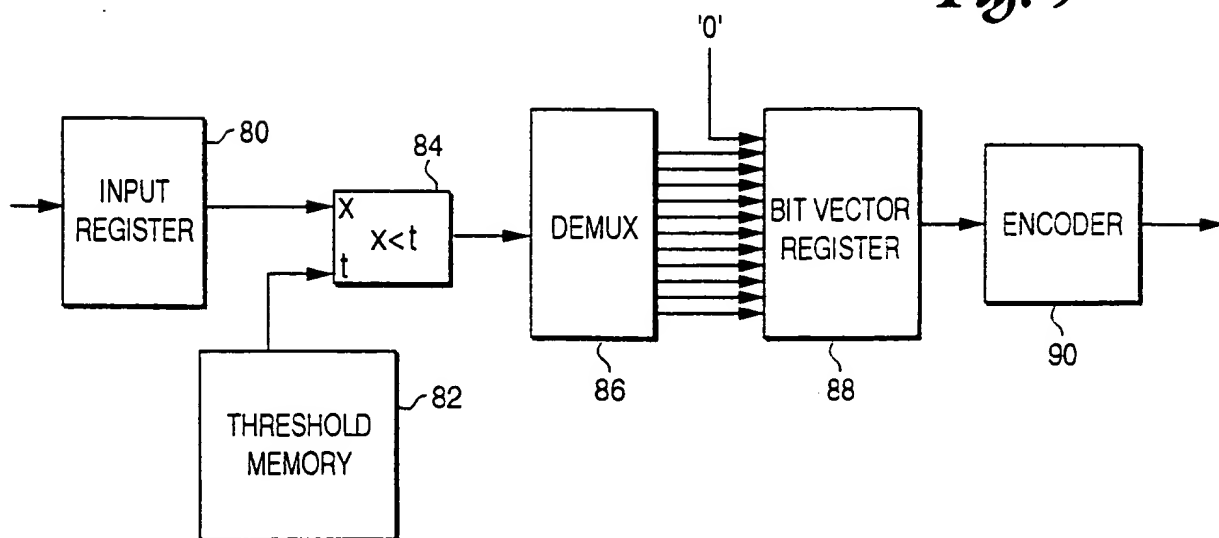 '0'
80
INPUT
REGISTER
84
x
x<t
t
DEMUX
BIT VECTOR
REGISTER
ENCODER
86
88
90
82
THRESHOLD
MEMORY